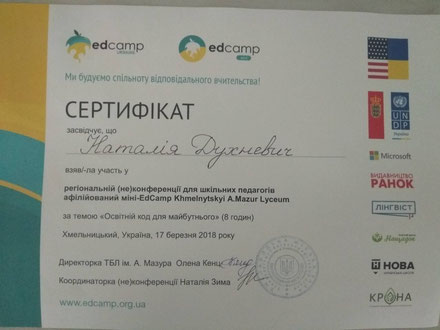 edcamp
edcamp
Ми будуємо спільноту відповідального вчительства!
СЕРТИФІКАТ
засвідчує, що
Наталія Духневич
взяв/-ла участь у
регіональній (не)конференції для шкільних педагогів
афілійований міні-EdCamp Khmelnytskyi A.Mazur Lyceum
за темою «Освітній код для майбутнього» (8 годин)
Хмельницький, Україна, 17 березня 2018 року
Директорка ТБЛ ім. А. Мазура Олена Кенц
Координаторка (не)конференції Наталія Зима
www.edcamp.org.ua
U N
D P
Microsoft
ВИДАВНИЦТВО
РАНОК
ЛІНГВІСТ
НОВА
КРОНА